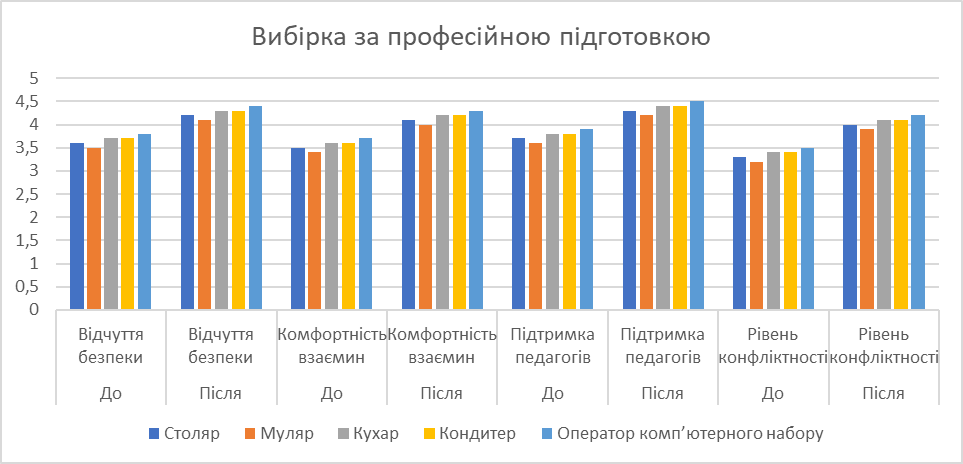 Вибірка за професійною підготовкою
5
4,5
4
3,5
3
2,5
2
1,5
1
0,5
0
Відчуття безпеки Відчуття безпеки Комфортність взаємин Комфортність взаємин Підтримка педагогів Підтримка педагогів Рівень конфліктності Рівень конфліктності
До Після До Після До Після До Після
Столяр Муляр Кухар Кондитер Оператор комп’ютерного набору